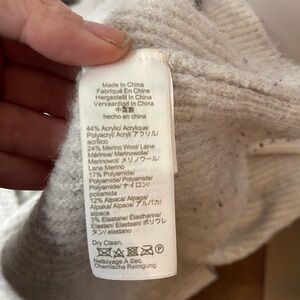 Made In China
Fabriqué En Chine
Hergestellt In China
Vervaardigd In China
中国製
hecho en china
44% Acrylic/ Acrylique/
Polyacryl/ Acryl/ アクリル/
acrilico
24% Merino Wool/ Laine
Mérinos/ Merinowolle/
Merinowol/ メリノウール/
Lana Merino
17% Polyamide/
Polyamide/ Polyamide/
Polyamide/ ナイロン/
poliamida
12% Alpaca/ Alpaga/
Alpaka/ Alpaca/ アルパカ/
alpaca
3% Elastane/ Élasthanne/
Elastan/ Elastaan/ ポリウレ
タン/ elastano
Dry Clean.
Nettoyage À Sec.
Chemische Reinigung.